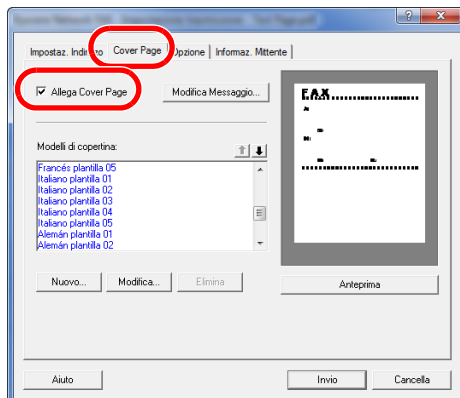 Impostaz. Indirizzo Cover Page Opzione Informaz. Mittente
Allega Cover Page Modifica Messaggio...
Modelli di copertina:
Francés plantilla 05
Italiano plantilla 01
Italiano plantilla 02
Italiano plantilla 03
Italiano plantilla 04
Italiano plantilla 05
Alemán plantilla 01
Alemán plantilla 02
FAX
Nuovo... Modifica... Elimina Anteprima
Aiuto Invio Cancella